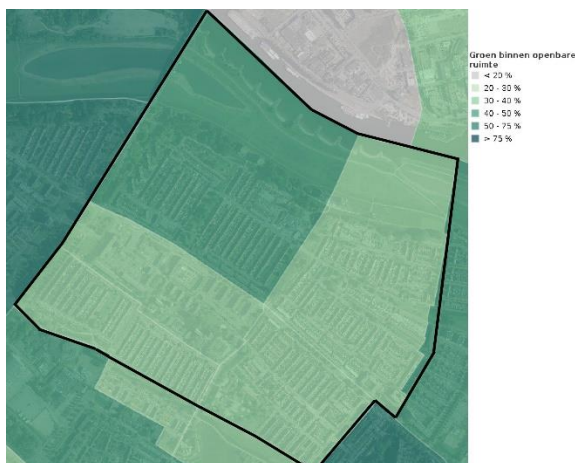 Groen binnen openbare
ruimte
< 20 %
20 - 30 %
30 - 40 %
40 - 50 %
50 - 75 %
> 75 %